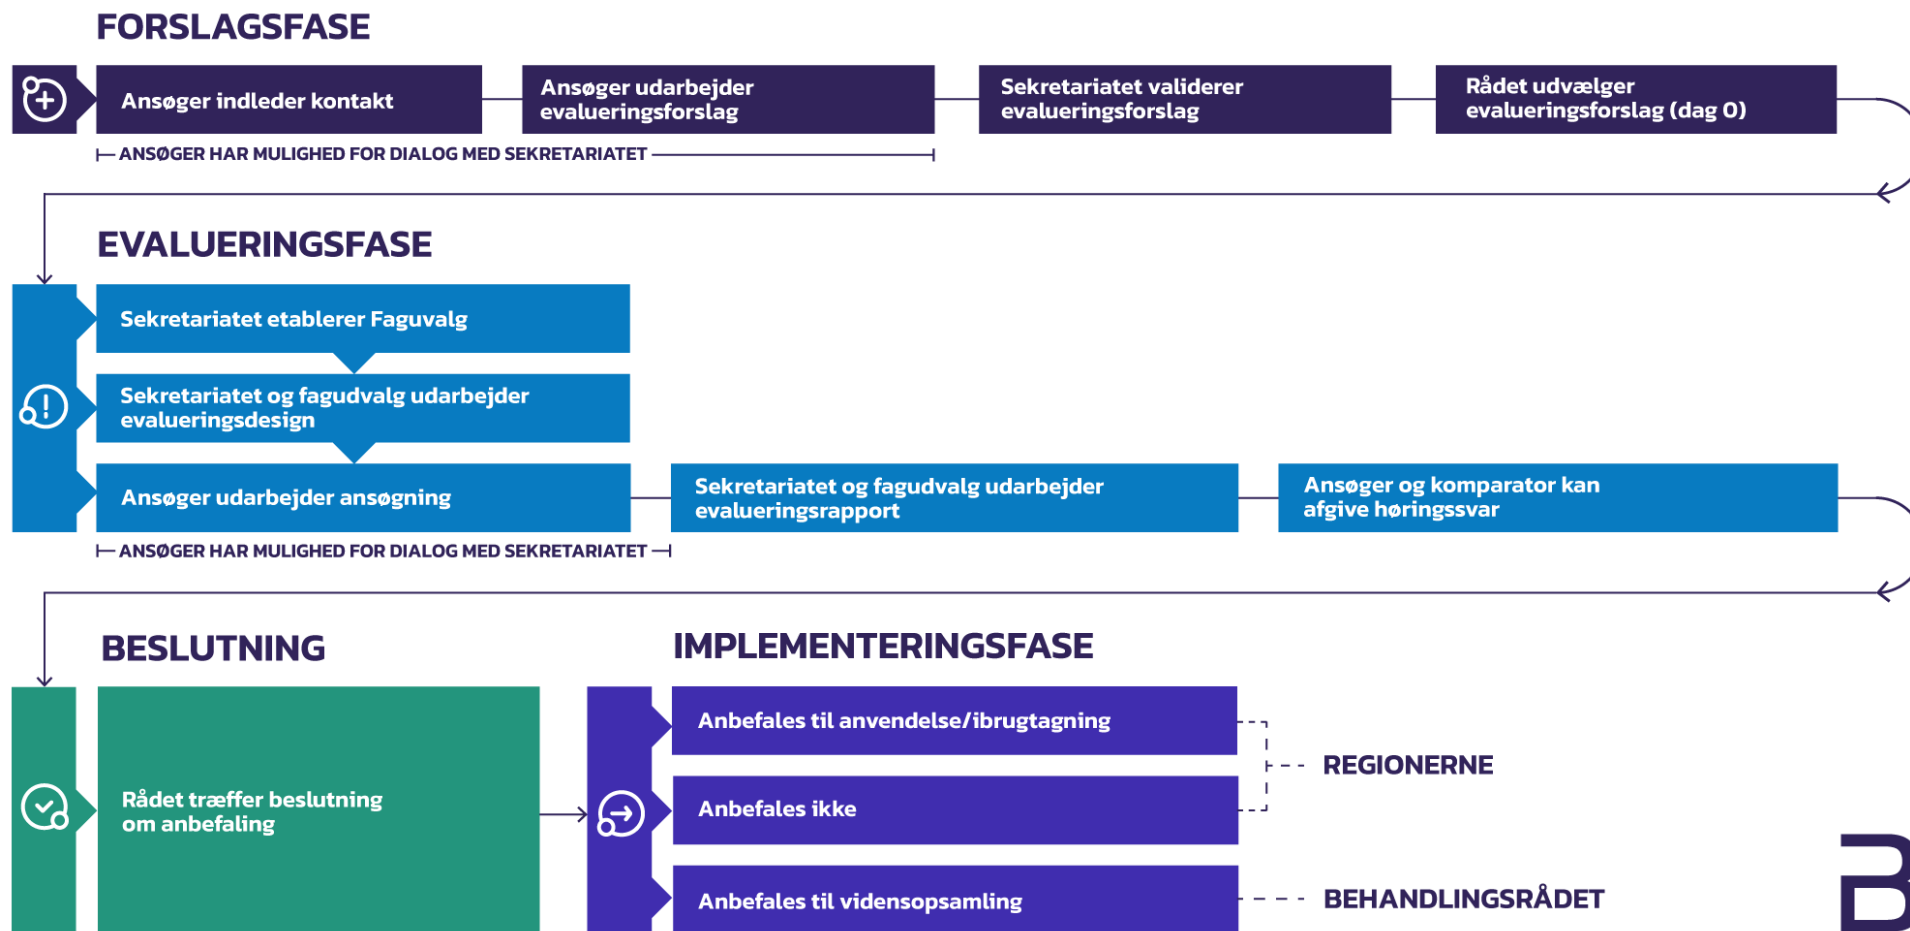 FORSLAGSFASE
Ansøger indleder kontakt
Ansøger udarbejder
evalueringsforslag
Sekretariatet validerer
evalueringsforslag
Rådet udvælger
evalueringsforslag (dag 0)
ANSØGER HAR MULIGHED FOR DIALOG MED SEKRETARIATET
EVALUERINGSFASE
Sekretariatet etablerer Faguvalg
Sekretariatet og fagudvalg udarbejder
evalueringsdesign
Ansøger udarbejder ansøgning
Sekretariatet og fagudvalg udarbejder
evalueringsrapport
Ansøger og komparator kan
afgive høringssvar
ANSØGER HAR MULIGHED FOR DIALOG MED SEKRETARIATET
BESLUTNING
Rådet træffer beslutning
om anbefaling
IMPLEMENTERINGSFASE
Anbefales til anvendelse/ibrugtagning
Anbefales ikke
REGIONERNE
Anbefales til vidensopsamling
BEHANDLINGSRÅDET
B